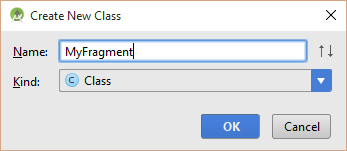 Create New Class
Name: MyFragment
Kind: Class
OK Cancel